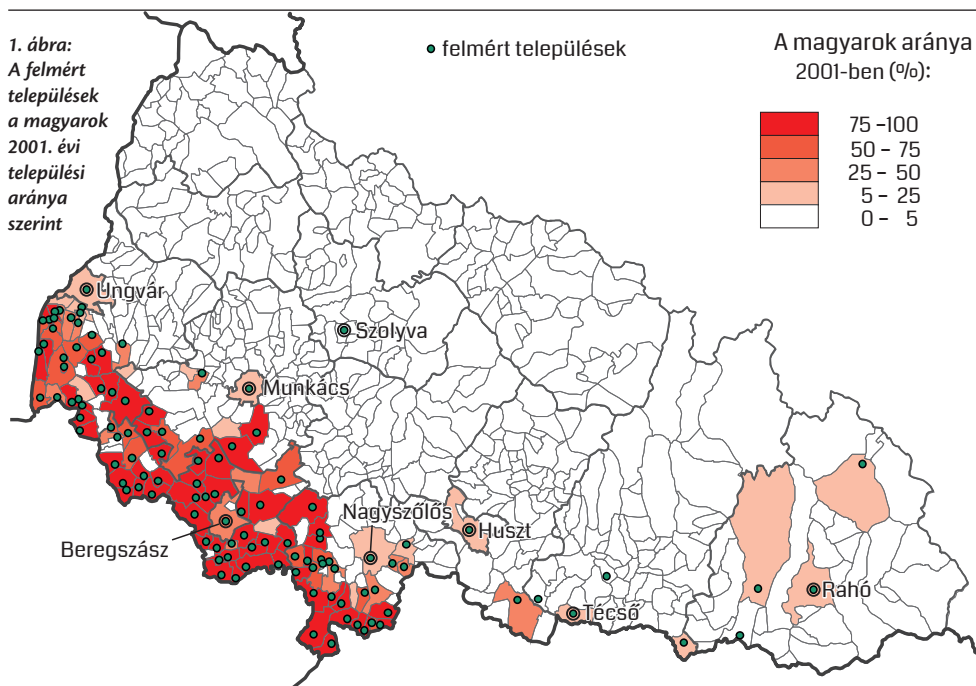 1. ábra:
A felmért
települések
a magyarok
2001. évi
települési
aránya
szerint
felmért települések
A magyarok aránya
2001-ben (%):
75 –100
50 – 75
25 – 50
5 – 25
0 – 5
Ungvár
Szolyva
Munkács
Nagyszőlős
Huszt
Beregszász
Rahó
Técső